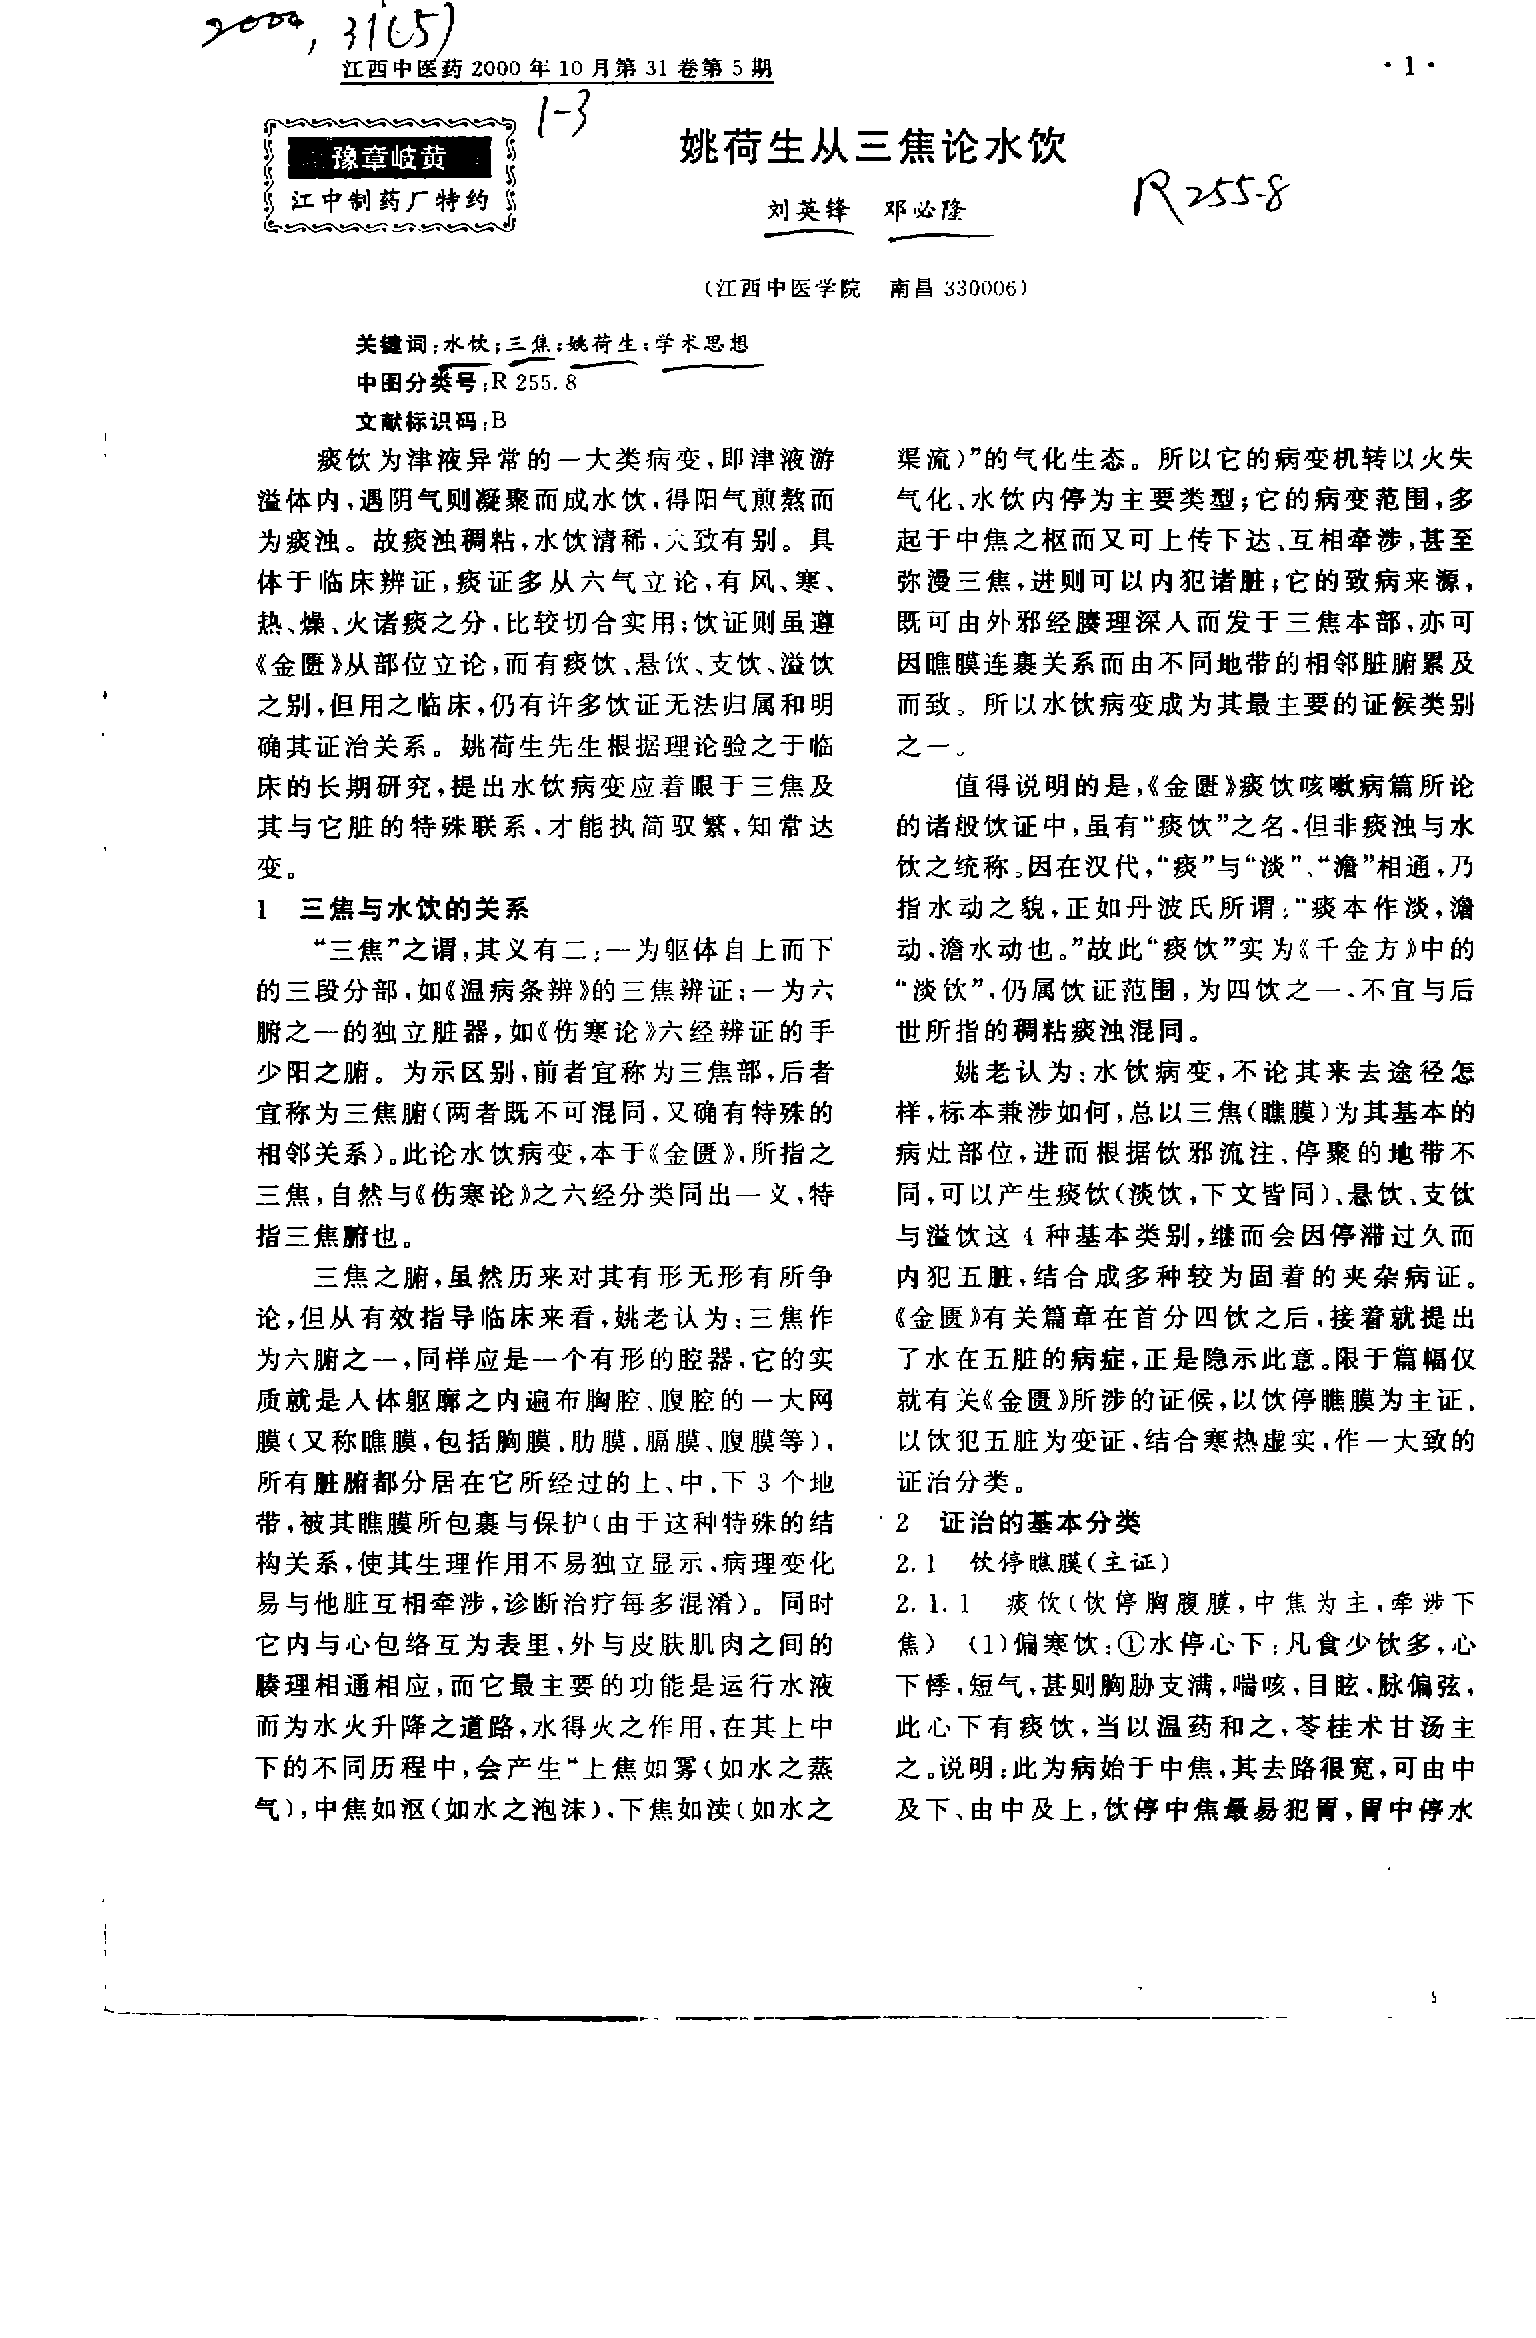 2000, 31(5)
江西中医药 2000 年 10 月第 31 卷第 5 期
·1·
1-3
豫章岐黄
江中制药厂特约
姚荷生从三焦论水饮
R255.8
刘英锋 邓必隆
(江西中医学院 南昌 330006)
关键词:水饮;三焦;姚荷生;学术思想
中图分类号:R 255.8
文献标识码:B
痰饮为津液异常的一大类病变,即津液游
溢体内,遇阴气则凝聚而成水饮,得阳气煎熬而
为痰浊。故痰浊稠粘,水饮清稀,大致有别。具
体于临床辨证,痰证多从六气立论,有风、寒、
热、燥、火诸痰之分,比较切合实用;饮证则虽遵
《金匮》从部位立论,而有痰饮、悬饮、支饮、溢饮
之别,但用之临床,仍有许多饮证无法归属和明
确其证治关系。姚荷生先生根据理论验之于临
床的长期研究,提出水饮病变应着眼于三焦及
其与它脏的特殊联系,才能执简驭繁,知常达
变。
1 三焦与水饮的关系
“三焦”之谓,其义有二:一为躯体自上而下
的三段分部,如《温病条辨》的三焦辨证;一为六
腑之一的独立脏器,如《伤寒论》六经辨证的手
少阳之腑。为示区别,前者宜称为三焦部,后者
宜称为三焦腑(两者既不可混同,又确有特殊的
相邻关系)。此论水饮病变,本于《金匮》,所指之
三焦,自然与《伤寒论》之六经分类同出一义,特
指三焦腑也。
三焦之腑,虽然历来对其有形无形有所争
论,但从有效指导临床来看,姚老认为:三焦作
为六腑之一,同样应是一个有形的腔器,它的实
质就是人体躯廓之内遍布胸腔、腹腔的一大网
膜(又称膲膜,包括胸膜、肋膜、膈膜、腹膜等),
所有脏腑都分居在它所经过的上、中、下 3 个地
带,被其膲膜所包裹与保护(由于这种特殊的结
构关系,使其生理作用不易独立显示,病理变化
易与他脏互相牵涉,诊断治疗每多混淆)。同时
它内与心包络互为表里,外与皮肤肌肉之间的
腠理相通相应,而它最主要的功能是运行水液
而为水火升降之道路,水得火之作用,在其上中
下的不同历程中,会产生“上焦如雾(如水之蒸
气),中焦如沤(如水之泡沫),下焦如渎(如水之
渠流)”的气化生态。所以它的病变机转以火失
气化、水饮内停为主要类型;它的病变范围,多
起于中焦之枢而又可上传下达、互相牵涉,甚至
弥漫三焦,进则可以内犯诸脏;它的致病来源,
既可由外邪经腠理深入而发于三焦本部,亦可
因膲膜连裹关系而由不同地带的相邻脏腑累及
而致。所以水饮病变成为其最主要的证候类别
之一。
值得说明的是,《金匮》痰饮咳嗽病篇所论
的诸般饮证中,虽有“痰饮”之名,但非痰浊与水
饮之统称。因在汉代,“痰”与“淡”、“澹”相通,乃
指水动之貌,正如丹波氏所谓:“痰本作淡,澹
动,澹水动也。”故此“痰饮”实为《千金方》中的
“淡饮”,仍属饮证范围,为四饮之一,不宜与后
世所指的稠粘痰浊混同。
姚老认为:水饮病变,不论其来去途径怎
样,标本兼涉如何,总以三焦(膲膜)为其基本的
病灶部位,进而根据饮邪流注、停聚的地带不
同,可以产生痰饮(淡饮,下文皆同)、悬饮、支饮
与溢饮这 4 种基本类别,继而会因停滞过久而
内犯五脏,结合成多种较为固着的夹杂病证。
《金匮》有关篇章在首分四饮之后,接着就提出
了水在五脏的病症,正是隐示此意。限于篇幅仅
就有关《金匮》所涉的证候,以饮停膲膜为主证,
以饮犯五脏为变证,结合寒热虚实,作一大致的
证治分类。
2 证治的基本分类
2.1 饮停膲膜(主证)
2.1.1 痰饮(饮停胸腹膜,中焦为主,牵涉下
焦) (1)偏寒饮:①水停心下:凡食少饮多,心
下悸,短气,甚则胸胁支满,喘咳,目眩,脉偏弦,
此心下有痰饮,当以温药和之,苓桂术甘汤主
之。说明:此为病始于中焦,其去路很宽,可由中
及下、由中及上,饮停中焦最易犯胃,胃中停水